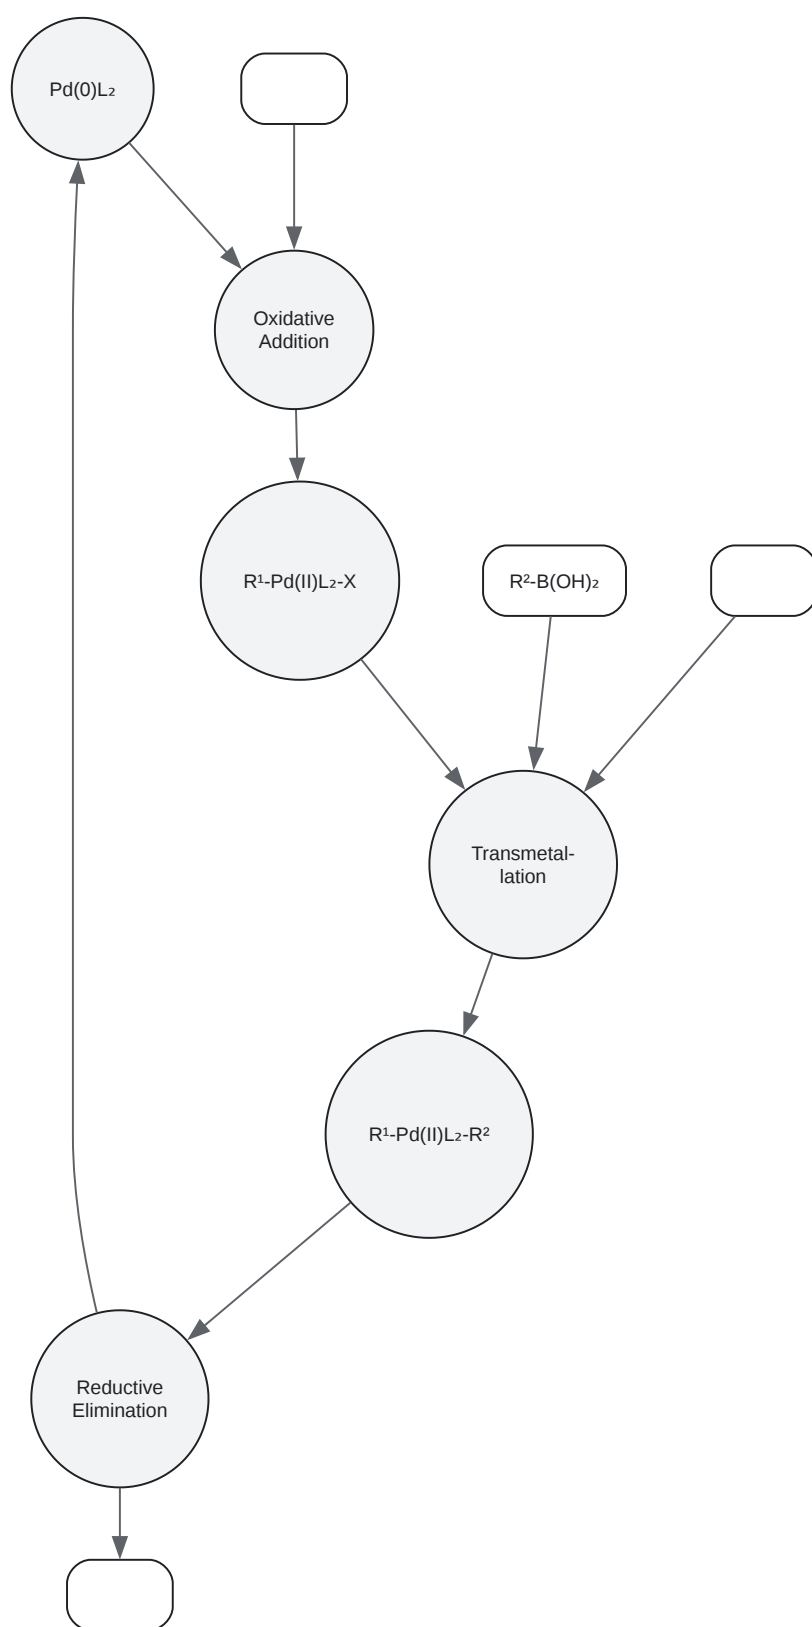 Pd(0)L₂
Oxidative
Addition
R¹-Pd(II)L₂-X
R²-B(OH)₂
Transmetal-
lation
R¹-Pd(II)L₂-R²
Reductive
Elimination